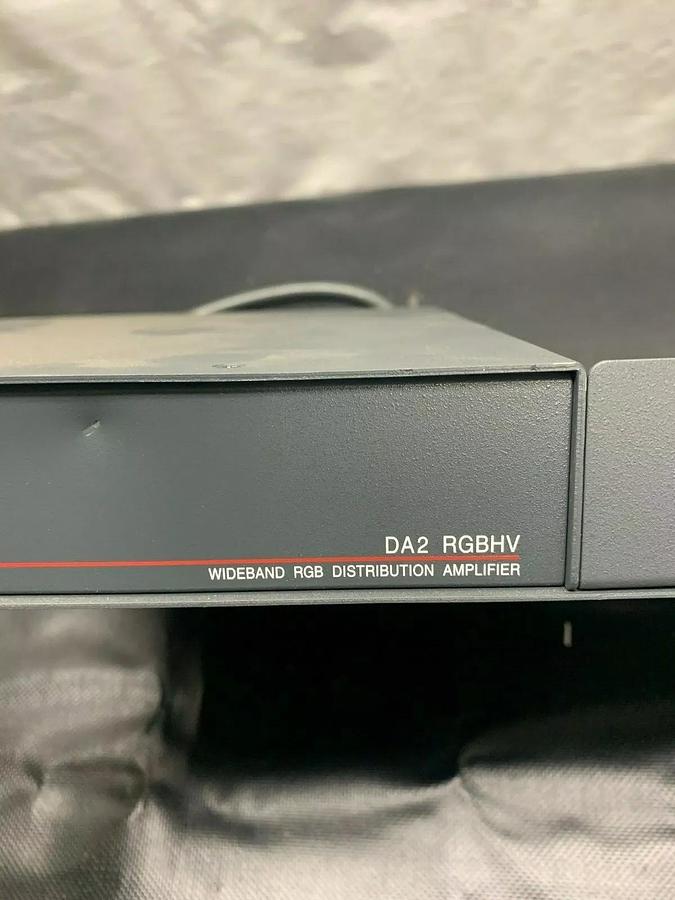 DA2 RGBHV
WIDEBAND RGB DISTRIBUTION AMPLIFIER